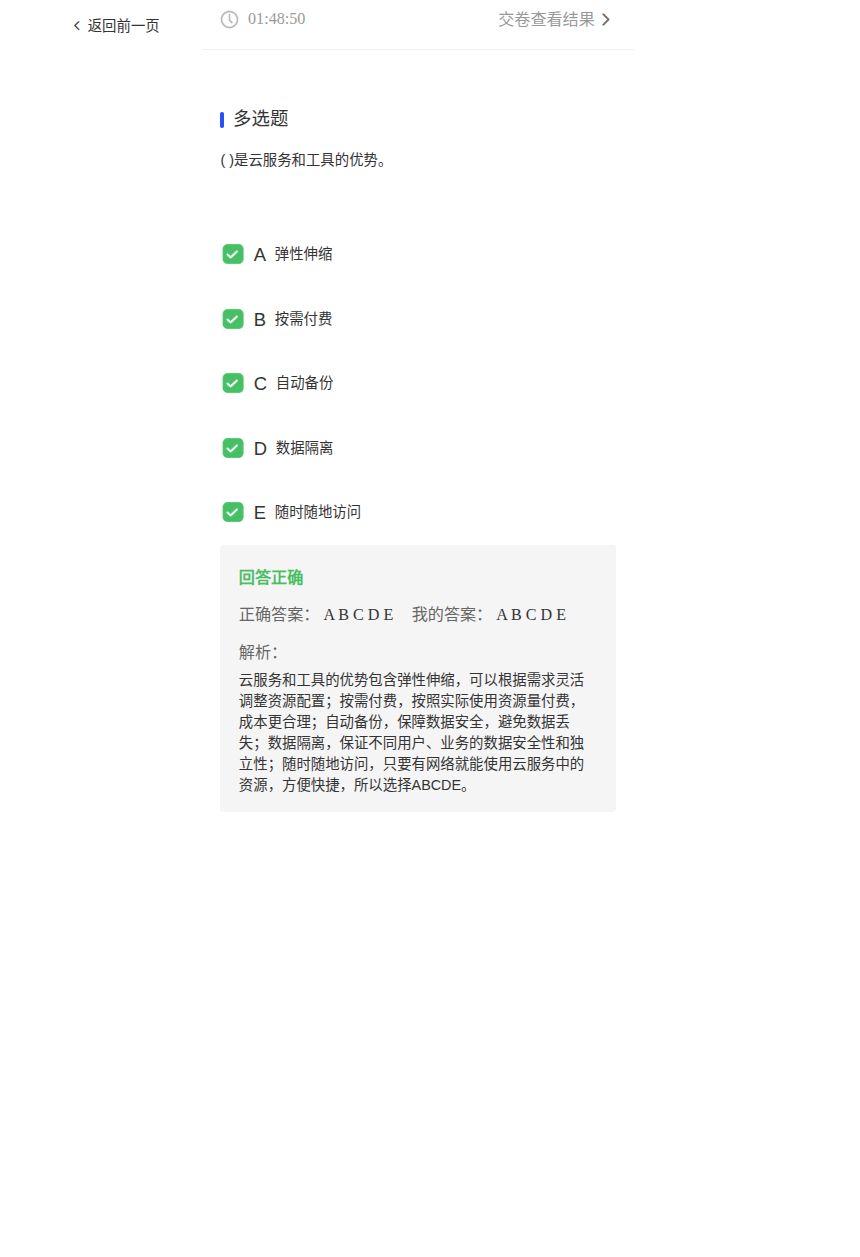 返回前一页
01:48:50 交卷查看结果
多选题
( )是云服务和工具的优势。
A 弹性伸缩
B 按需付费
C 自动备份
D 数据隔离
E 随时随地访问
回答正确
正确答案： A B C D E 我的答案： A B C D E
解析：
云服务和工具的优势包含弹性伸缩，可以根据需求灵活
调整资源配置；按需付费，按照实际使用资源量付费，
成本更合理；自动备份，保障数据安全，避免数据丢
失；数据隔离，保证不同用户、业务的数据安全性和独
立性；随时随地访问，只要有网络就能使用云服务中的
资源，方便快捷，所以选择ABCDE。